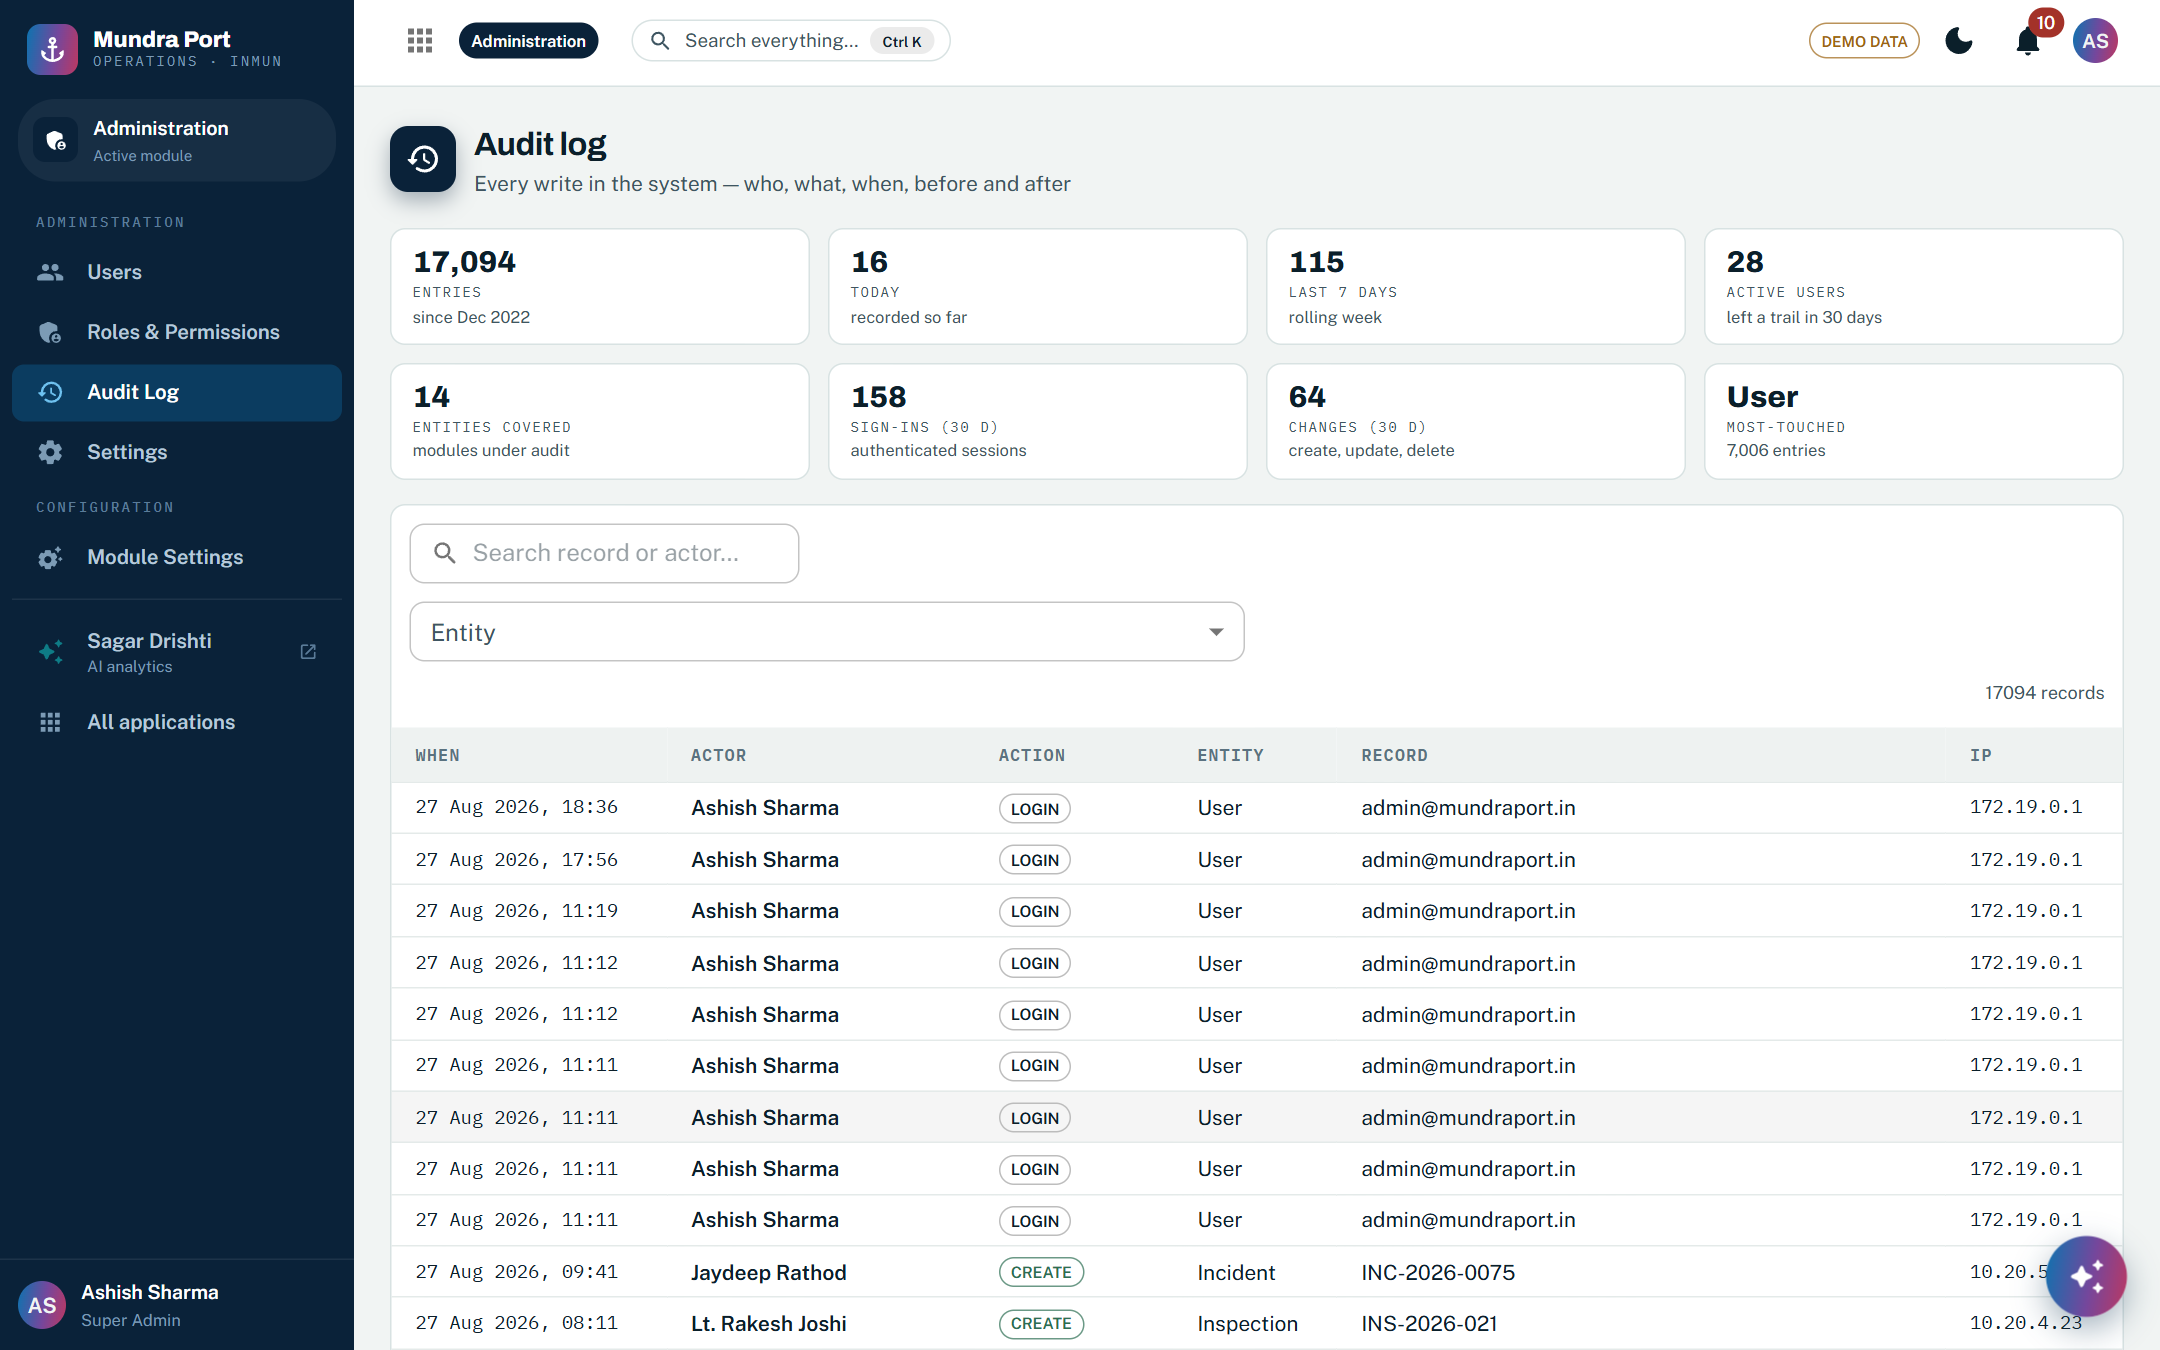 Mundra Port
OPERATIONS · INMUN
Administration
Active module
ADMINISTRATION
Users
Roles & Permissions
Audit Log
Settings
CONFIGURATION
Module Settings
Sagar Drishti
AI analytics
All applications
AS
Ashish Sharma
Super Admin
Administration
Search everything...
Ctrl K
DEMO DATA
10
AS
Audit log
Every write in the system — who, what, when, before and after
17,094
ENTRIES
since Dec 2022
16
TODAY
recorded so far
115
LAST 7 DAYS
rolling week
28
ACTIVE USERS
left a trail in 30 days
14
ENTITIES COVERED
modules under audit
158
SIGN-INS (30 D)
authenticated sessions
64
CHANGES (30 D)
create, update, delete
User
MOST-TOUCHED
7,006 entries
Search record or actor...
Entity
17094 records
WHEN ACTOR ACTION ENTITY RECORD IP
27 Aug 2026, 18:36 Ashish Sharma LOGIN User admin@mundraport.in 172.19.0.1
27 Aug 2026, 17:56 Ashish Sharma LOGIN User admin@mundraport.in 172.19.0.1
27 Aug 2026, 11:19 Ashish Sharma LOGIN User admin@mundraport.in 172.19.0.1
27 Aug 2026, 11:12 Ashish Sharma LOGIN User admin@mundraport.in 172.19.0.1
27 Aug 2026, 11:12 Ashish Sharma LOGIN User admin@mundraport.in 172.19.0.1
27 Aug 2026, 11:11 Ashish Sharma LOGIN User admin@mundraport.in 172.19.0.1
27 Aug 2026, 11:11 Ashish Sharma LOGIN User admin@mundraport.in 172.19.0.1
27 Aug 2026, 11:11 Ashish Sharma LOGIN User admin@mundraport.in 172.19.0.1
27 Aug 2026, 11:11 Ashish Sharma LOGIN User admin@mundraport.in 172.19.0.1
27 Aug 2026, 09:41 Jaydeep Rathod CREATE Incident INC-2026-0075
27 Aug 2026, 08:11 Lt. Rakesh Joshi CREATE Inspection INS-2026-021 10.20.4.23